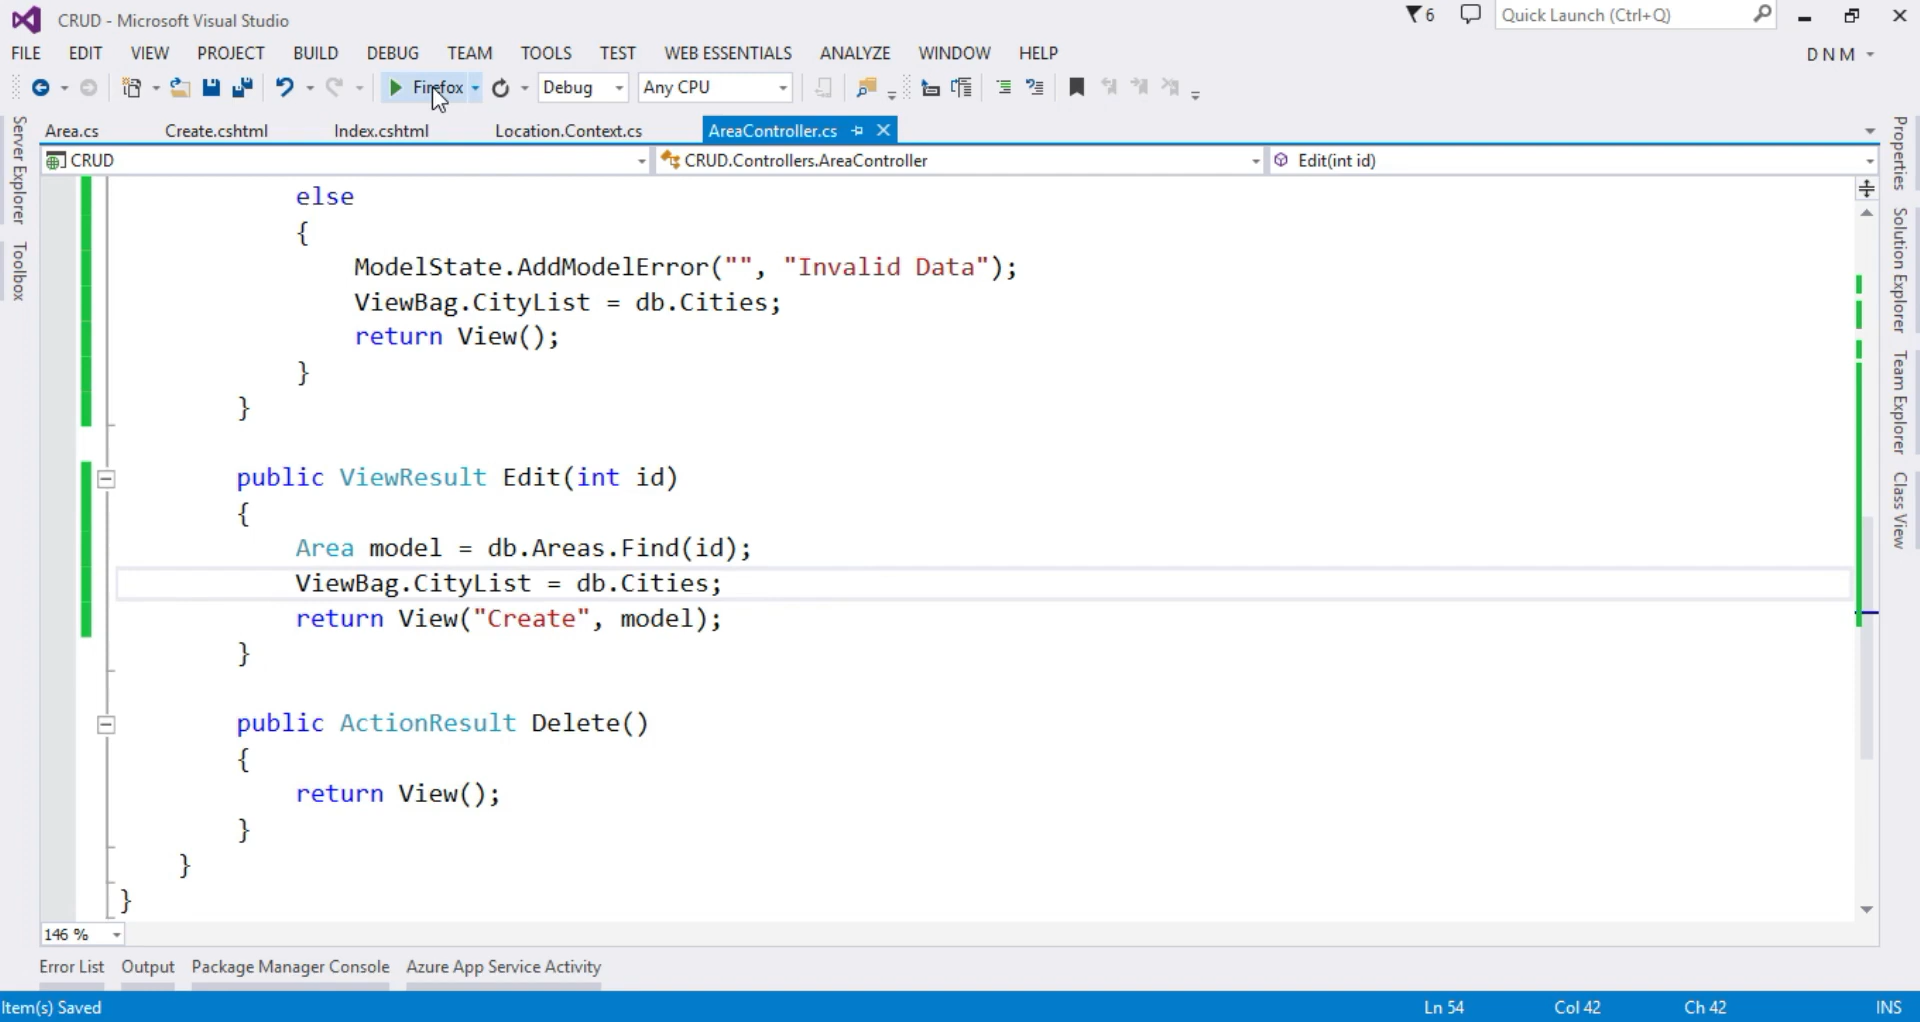 CRUD - Microsoft Visual Studio
6
Quick Launch (Ctrl+Q)
FILE EDIT VIEW PROJECT BUILD DEBUG TEAM TOOLS TEST WEB ESSENTIALS ANALYZE WINDOW HELP
D N M
Firefox
Debug
Any CPU
Server Explorer
Toolbox
Area.cs Create.cshtml Index.cshtml Location.Context.cs AreaController.cs
CRUD
CRUD.Controllers.AreaController
Edit(int id)
else
{
ModelState.AddModelError("", "Invalid Data");
ViewBag.CityList = db.Cities;
return View();
}
}
public ViewResult Edit(int id)
{
Area model = db.Areas.Find(id);
ViewBag.CityList = db.Cities;
return View("Create", model);
}
public ActionResult Delete()
{
return View();
}
}
}
Properties
Solution Explorer
Team Explorer
Class View
146 %
Error List Output Package Manager Console Azure App Service Activity
Item(s) Saved
Ln 54 Col 42 Ch 42 INS